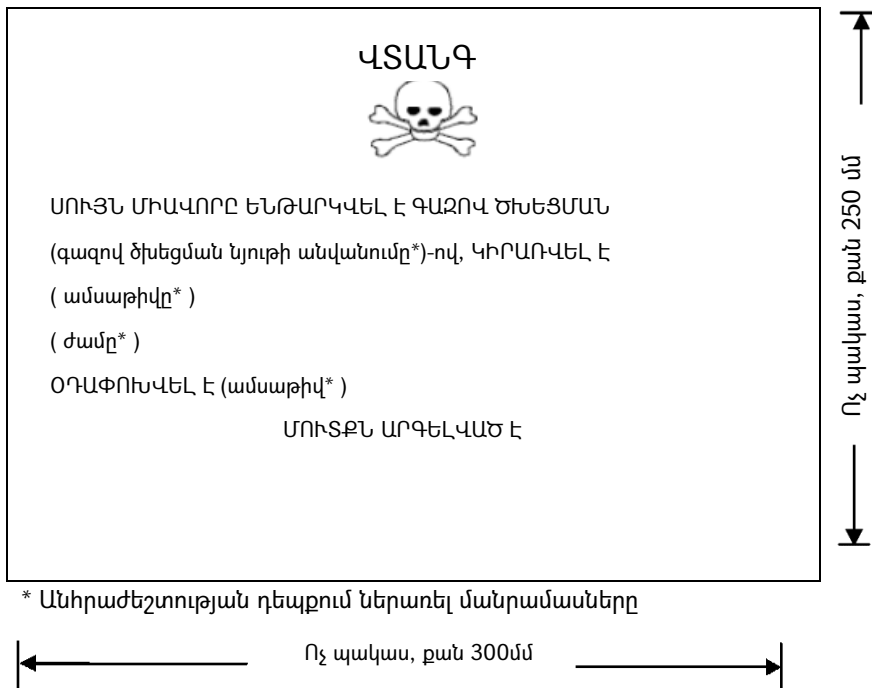 ՎՏԱՆԳ
ՍՈՒՅՆ ՄԻԱՎՈՐԸ ԵՆԹԱՐԿՎԵԼ Է ԳԱԶՈՎ ԾԽԵՑՄԱՆ
(գազով ծխեցման նյութի անվանումը*)-ով, ԿԻՐԱՌՎԵԼ Է
( ամսաթիվը* )
( ժամը* )
ՕԴԱՓՈԽՎԵԼ Է (ամսաթիվ* )
ՄՈՒՏՔՆ ԱՐԳԵԼՎԱԾ Է
Ոչ պակաս, քան 250 մմ
* Անհրաժեշտության դեպքում ներառել մանրամասները
Ոչ պակաս, քան 300մմ